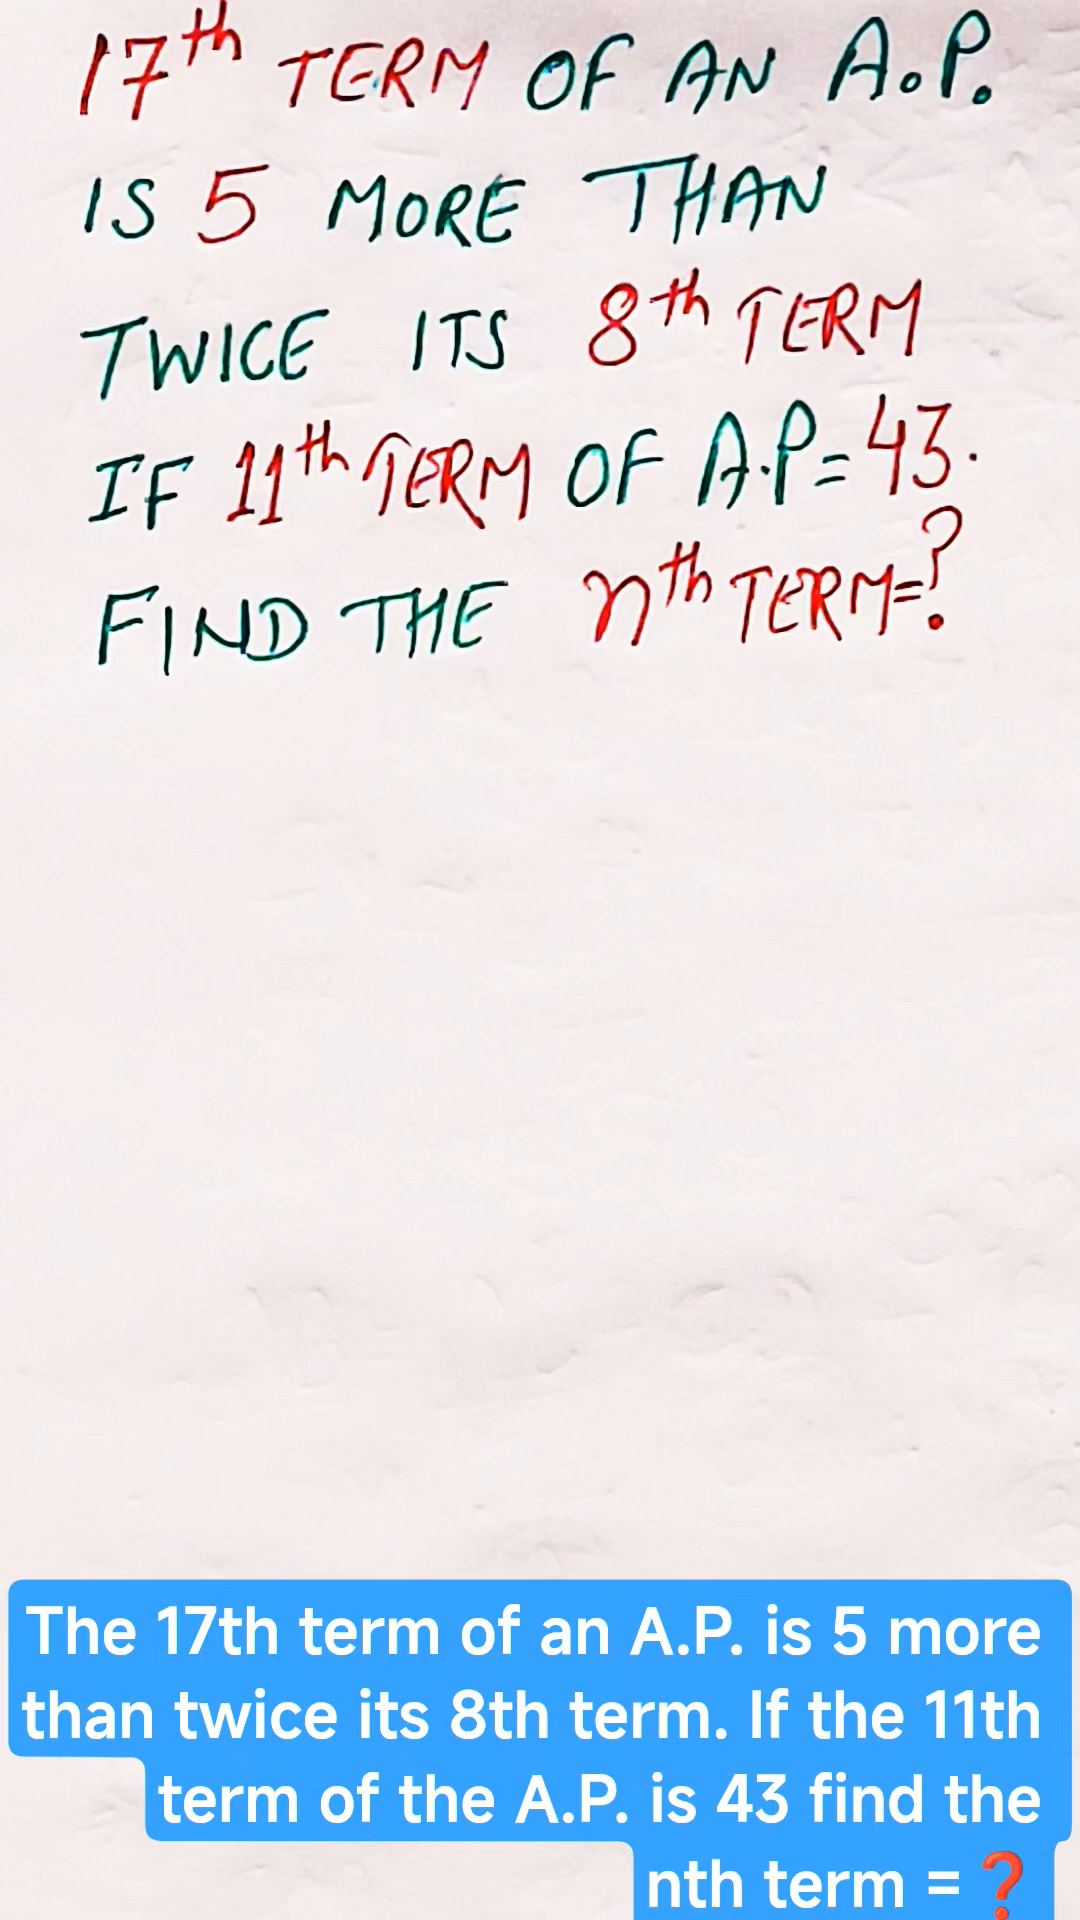 17th TERM OF AN A.P.
IS 5 MORE THAN
TWICE ITS 8th TERM
IF 11th TERM OF A.P = 43.
FIND THE nth TERM=?
The 17th term of an A.P. is 5 more
than twice its 8th term. If the 11th
term of the A.P. is 43 find the
nth term = ❓